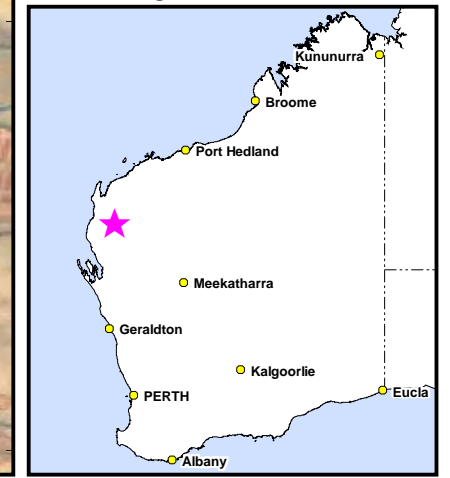 Kununurra
Broome
Port Hedland
Meekatharra
Geraldton
Kalgoorlie
PERTH
Eucla
Albany